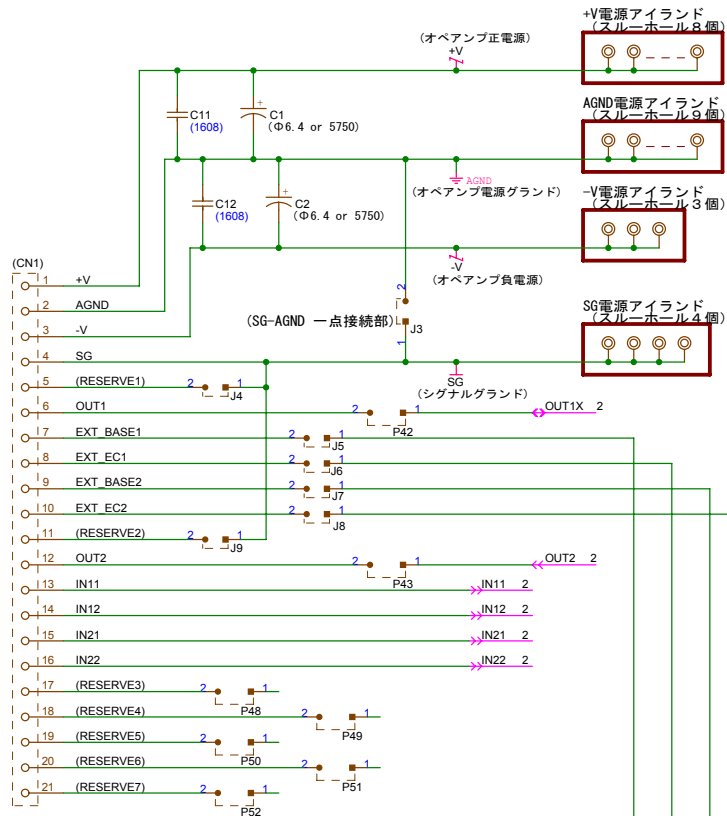 +V電源アイランド
(スルーホール8個)
(オペアンプ正電源)
+V
C11
(1608)
+
C1
(Φ6.4 or 5750)
AGND電源アイランド
(スルーホール9個)
AGND
(オペアンプ電源グランド)
C12
(1608)
+
C2
(Φ6.4 or 5750)
-V電源アイランド
(スルーホール3個)
-V
(オペアンプ負電源)
(SG-AGND 一点接続部)
2
J3
1
SG電源アイランド
(スルーホール4個)
SG
(シグナルグランド)
(CN1)
1 +V
2 AGND
3 -V
4 SG
5 (RESERVE1) 2 1 J4
6 OUT1 2 1 P42 OUT1X 2
7 EXT_BASE1 2 1 J5
8 EXT_EC1 2 1 J6
9 EXT_BASE2 2 1 J7
10 EXT_EC2 2 1 J8
11 (RESERVE2) 2 1 J9
12 OUT2 2 1 P43 OUT2 2
13 IN11 IN11 2
14 IN12 IN12 2
15 IN21 IN21 2
16 IN22 IN22 2
17 (RESERVE3) 2 1 P48
18 (RESERVE4) 2 1 P49
19 (RESERVE5) 2 1 P50
20 (RESERVE6) 2 1 P51
21 (RESERVE7) 2 1 P52